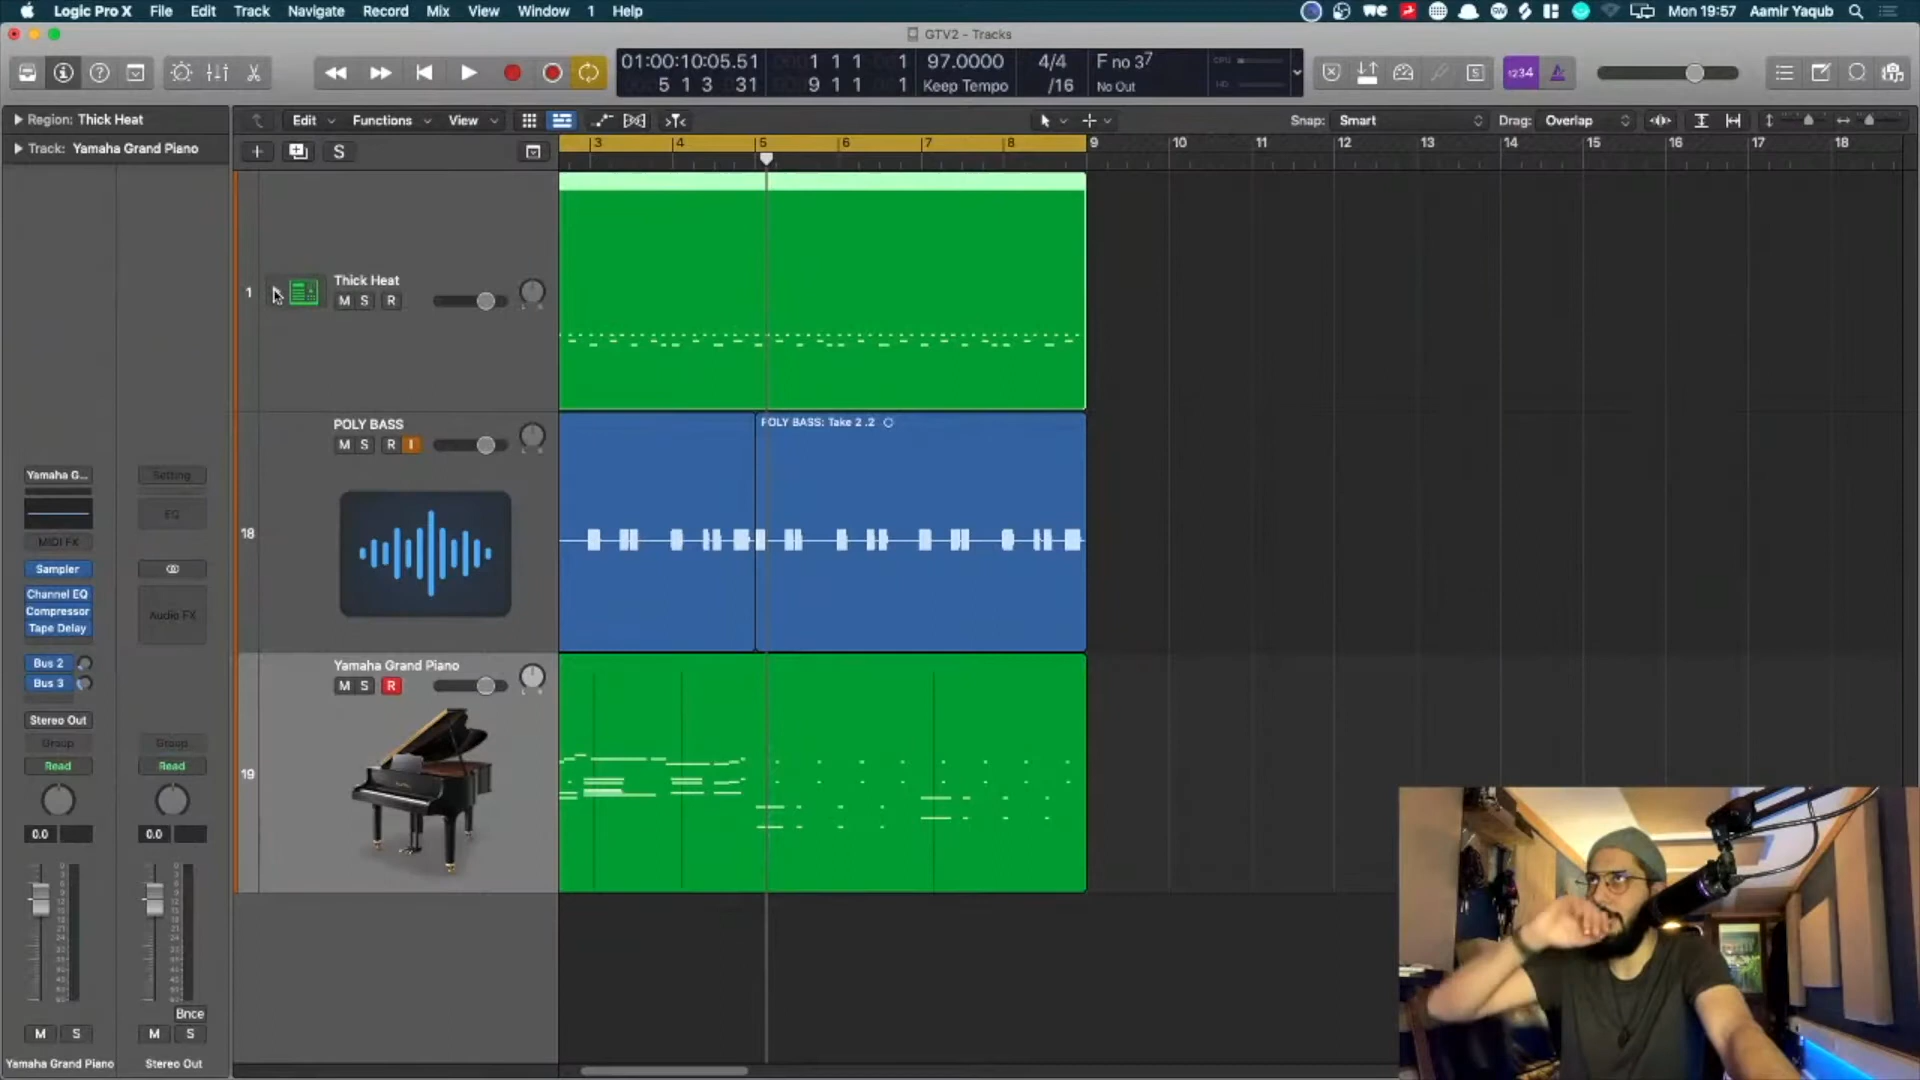 Logic Pro X File Edit Track Navigate Record Mix View Window 1 Help
Mon 19:57 Aamir Yaqub
GTV2 - Tracks
01:00:10:05.51 1 1 1 1 97.0000 4/4 F no 3⁷
5 1 3 31 9 1 1 1 Keep Tempo /16 No Out
CPU
HD
1234
S
Region: Thick Heat
Edit Functions View
Snap: Smart Drag: Overlap
Track: Yamaha Grand Piano
S
3 4 5 6 7 8 9 10 11 12 13 14 15 16 17 18
1
Thick Heat
M S R
18
POLY BASS
M S R I
POLY BASS: Take 2 .2
19
Yamaha Grand Piano
M S R
Yamaha G... Setting
EQ
MIDI FX
Sampler
Channel EQ
Compressor Audio FX
Tape Delay
Bus 2
Bus 3
Stereo Out
Group Group
Read Read
0.0 0.0
Bnce
M S M S
Yamaha Grand Piano Stereo Out